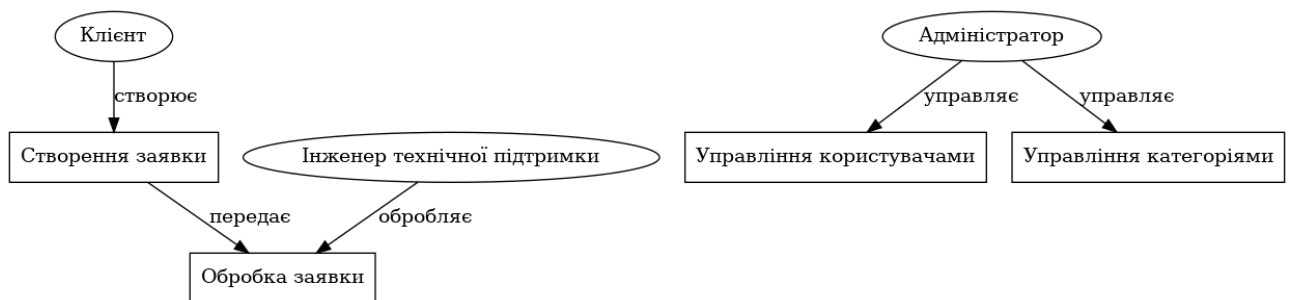 Клієнт
Адміністратор
створює
управляє
управляє
Створення заявки
Інженер технічної підтримки
Управління користувачами
Управління категоріями
передає
обробляє
Обробка заявки